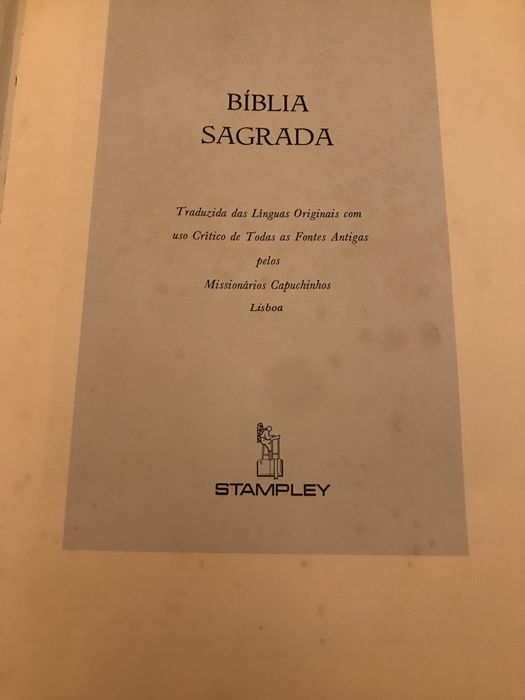 BÍBLIA
SAGRADA
Traduzida das Línguas Originais com
uso Crítico de Todas as Fontes Antigas
pelos
Missionários Capuchinhos
Lisboa
STAMPLEY